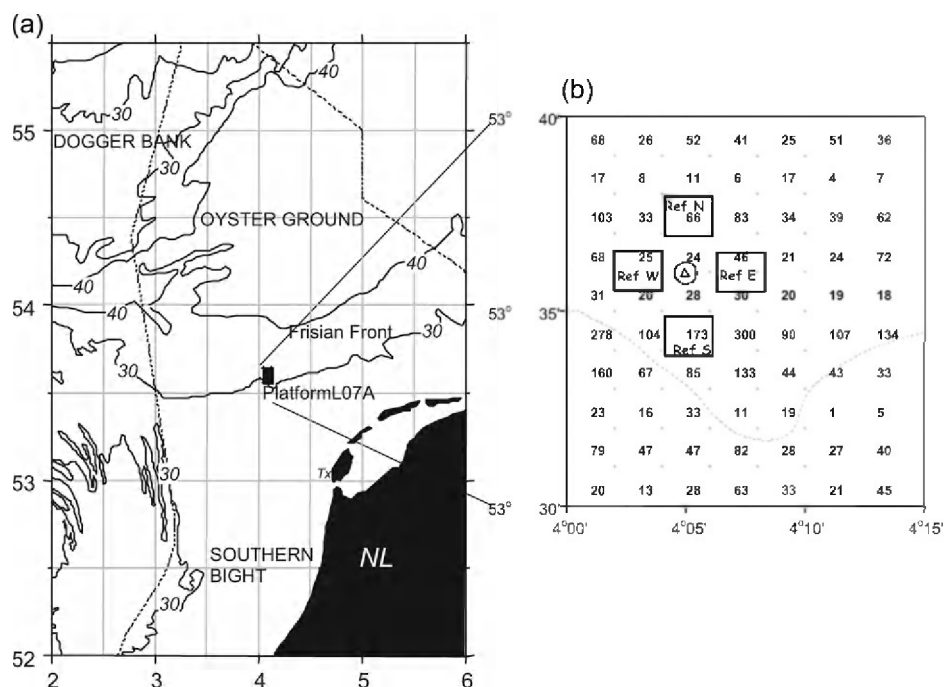 (a)
40
40
30
55
DOGGER BANK
30
OYSTER GROUND
40
40
54
40
Frisian Front
30
30
PlatformL07A
Tx
53
30
SOUTHERN
BIGHT
NL
30
52
2 3 4 5 6
53°
53°
53°
(b)
40'
68 26 52 41 25 51 36
17 8 11 6 17 4 7
Ref N
103 33 66 83 34 39 62
68 25 24 46 21 24 72
Ref W Ref E
31 20 28 30 20 19 18
35'
278 104 173 300 90 107 134
Ref S
160 67 85 133 44 43 33
23 16 33 11 19 1 5
79 47 47 82 28 27 40
20 13 28 63 33 21 45
30'
4°00' 4°05' 4°10' 4°15'